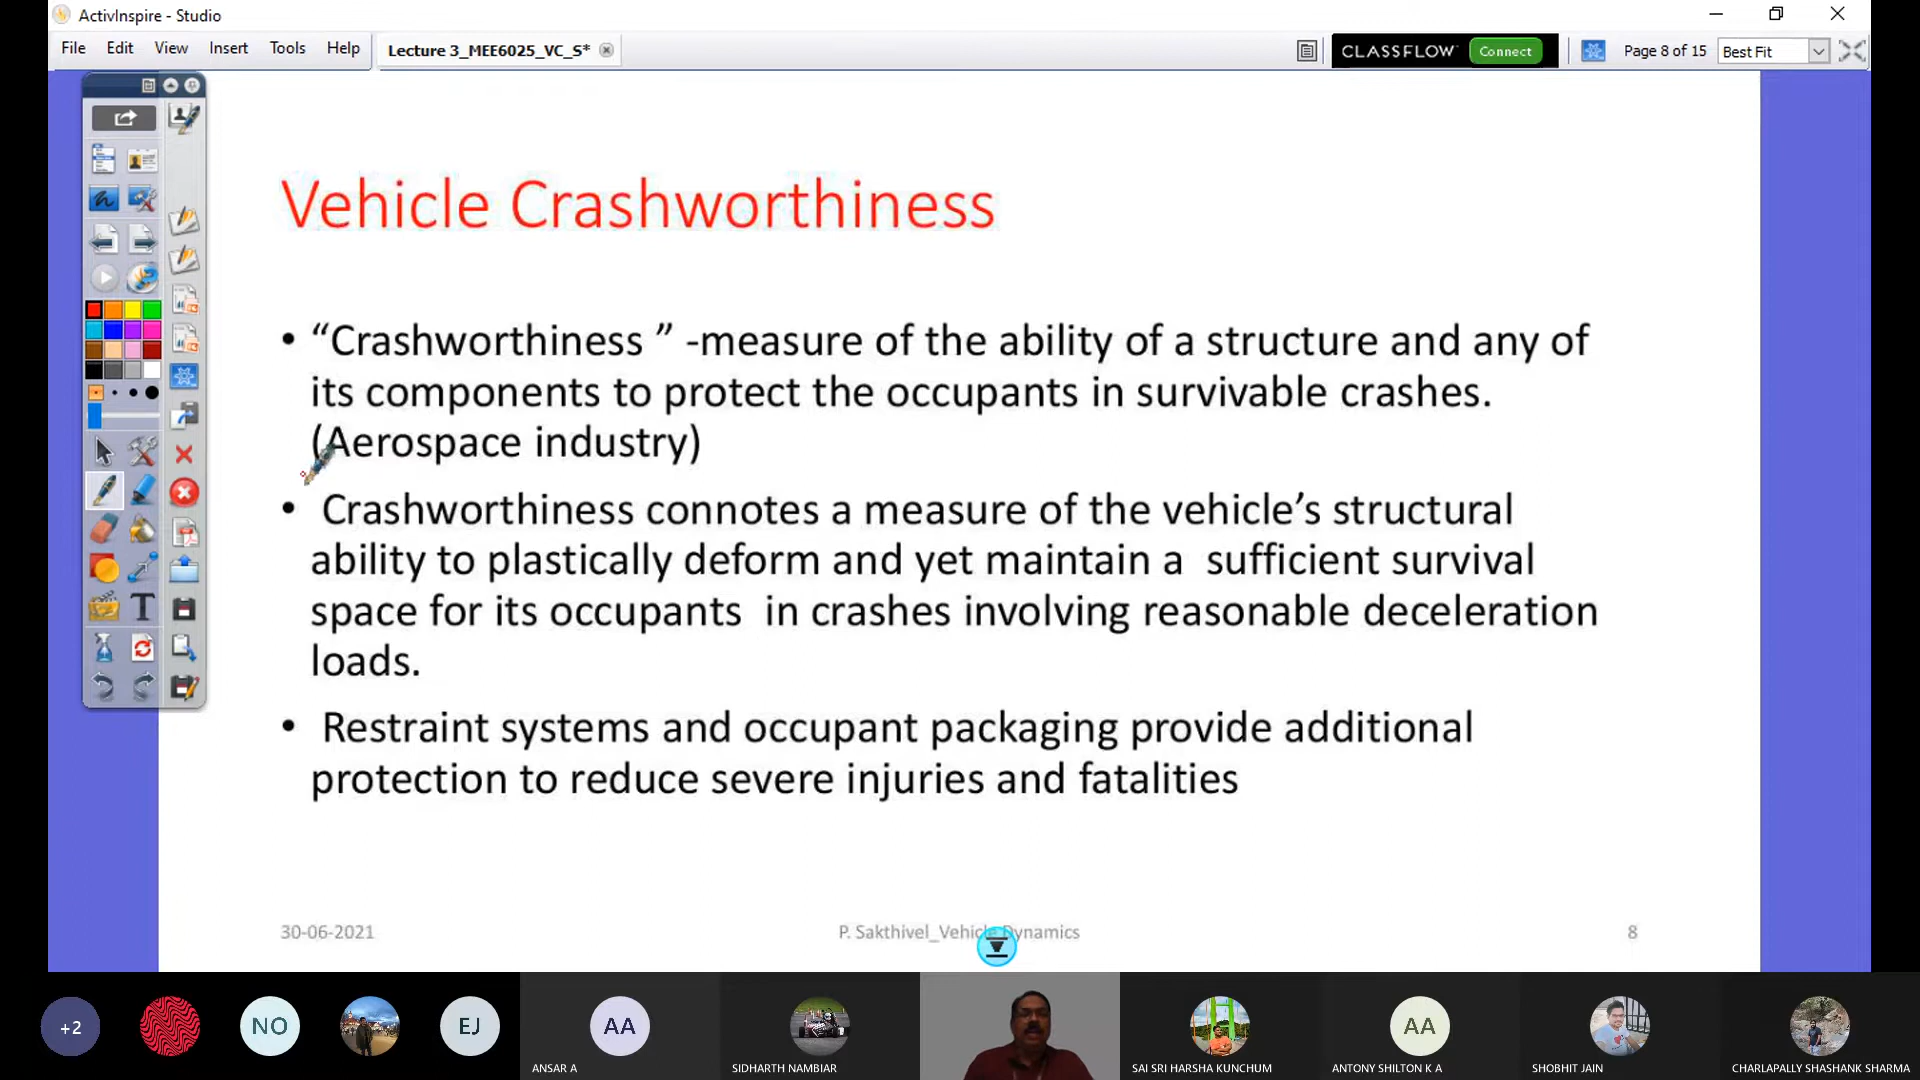 ActivInspire - Studio
File Edit View Insert Tools Help
Lecture 3_MEE6025_VC_S*
CLASSFLOW Connect
Page 8 of 15
Best Fit
Vehicle Crashworthiness
• “Crashworthiness ” -measure of the ability of a structure and any of
its components to protect the occupants in survivable crashes.
(Aerospace industry)
• Crashworthiness connotes a measure of the vehicle’s structural
ability to plastically deform and yet maintain a sufficient survival
space for its occupants in crashes involving reasonable deceleration
loads.
• Restraint systems and occupant packaging provide additional
protection to reduce severe injuries and fatalities
30-06-2021
P. Sakthivel_Vehicle Dynamics
8
+2
NO
EJ
AA
ANSAR A
SIDHARTH NAMBIAR
SAI SRI HARSHA KUNCHUM
AA
ANTONY SHILTON K A
SHOBHIT JAIN
CHARLAPALLY SHASHANK SHARMA